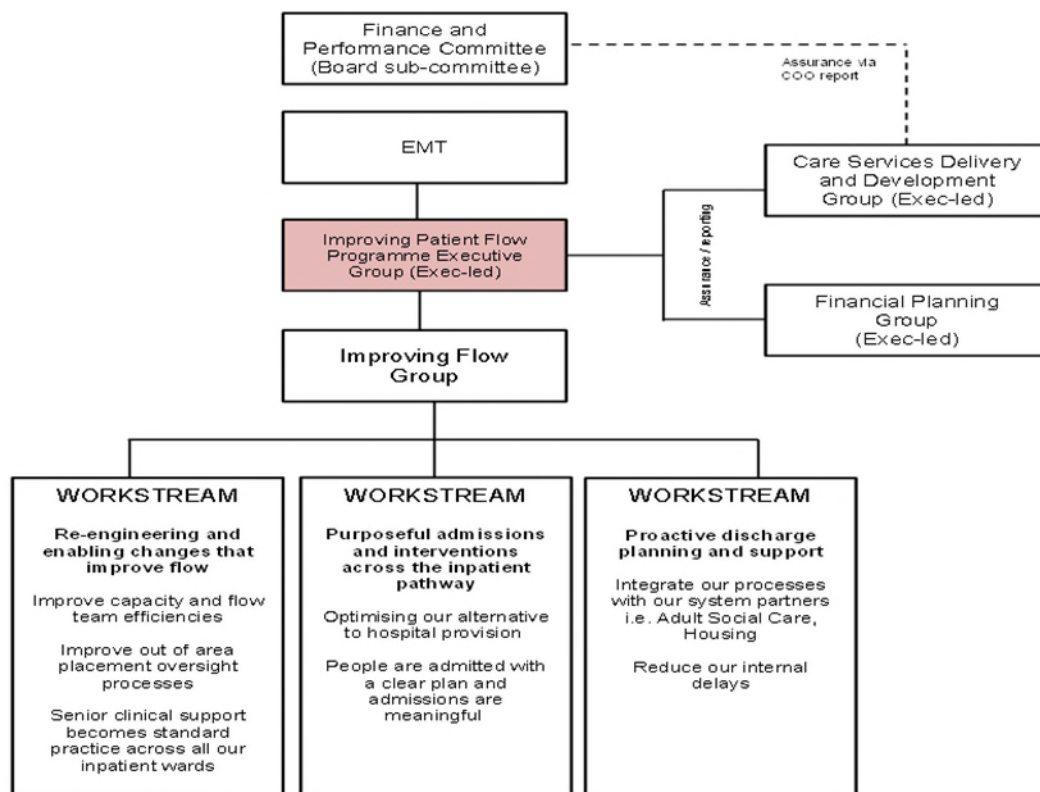 Finance and
Performance Committee
(Board sub-committee)
Assurance via
COO report
EMT
Care Services Delivery
and Development
Group (Exec-led)
Improving Patient Flow
Programme Executive
Group (Exec-led)
Assurance / reporting
Financial Planning
Group
(Exec-led)
Improving Flow
Group
WORKSTREAM
Re-engineering and
enabling changes that
improve flow
Improve capacity and flow
team efficiencies
Improve out of area
placement oversight
processes
Senior clinical support
becomes standard
practice across all our
inpatient wards
WORKSTREAM
Purposeful admissions
and interventions
across the inpatient
pathway
Optimising our alternative
to hospital provision
People are admitted with
a clear plan and
admissions are
meaningful
WORKSTREAM
Proactive discharge
planning and support
Integrate our processes
with our system partners
i.e. Adult Social Care,
Housing
Reduce our internal
delays